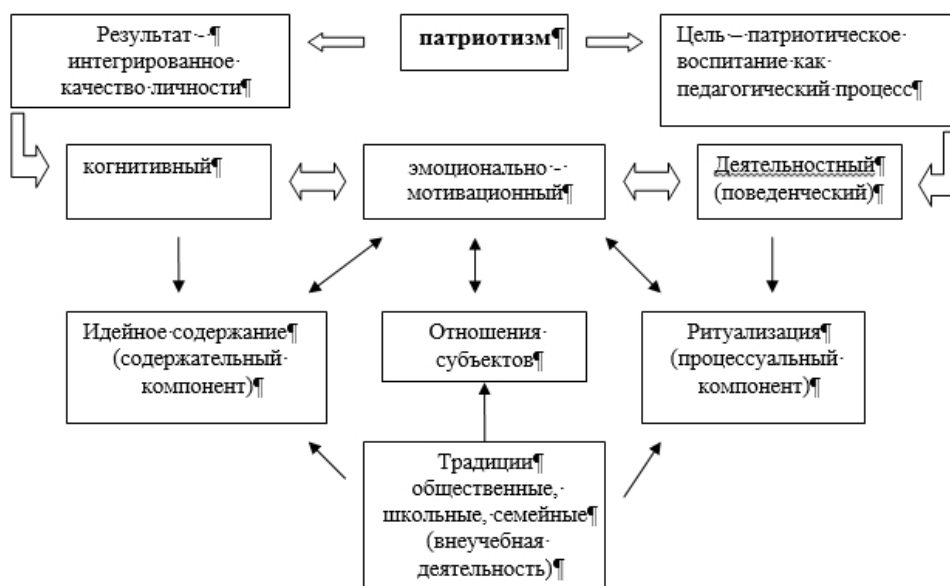 Результат -
интегрированное
качество личности
патриотизм
Цель – патриотическое
воспитание как
педагогический процесс
когнитивный
эмоционально -
мотивационный
Деятельностный
(поведенческий)
Идейное содержание
(содержательный
компонент)
Отношения
субъектов
Ритуализация
(процессуальный
компонент)
Традиции
общественные,
школьные, семейные
(внеучебная
деятельность)